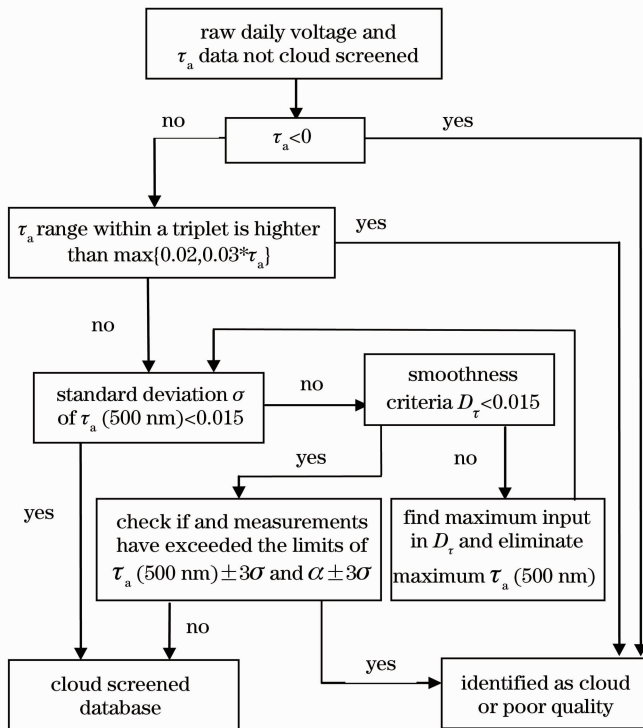 raw daily voltage and
τa data not cloud screened
no
yes
τa<0
τa range within a triplet is highter
than max{0.02,0.03*τa}
yes
no
standard deviation σ
of τa (500 nm)<0.015
no
smoothness
criteria Dτ<0.015
yes
no
yes
check if and measurements
have exceeded the limits of
τa (500 nm)±3σ and α±3σ
find maximum input
in Dτ and eliminate
maximum τa (500 nm)
no
yes
cloud screened
database
identified as cloud
or poor quality